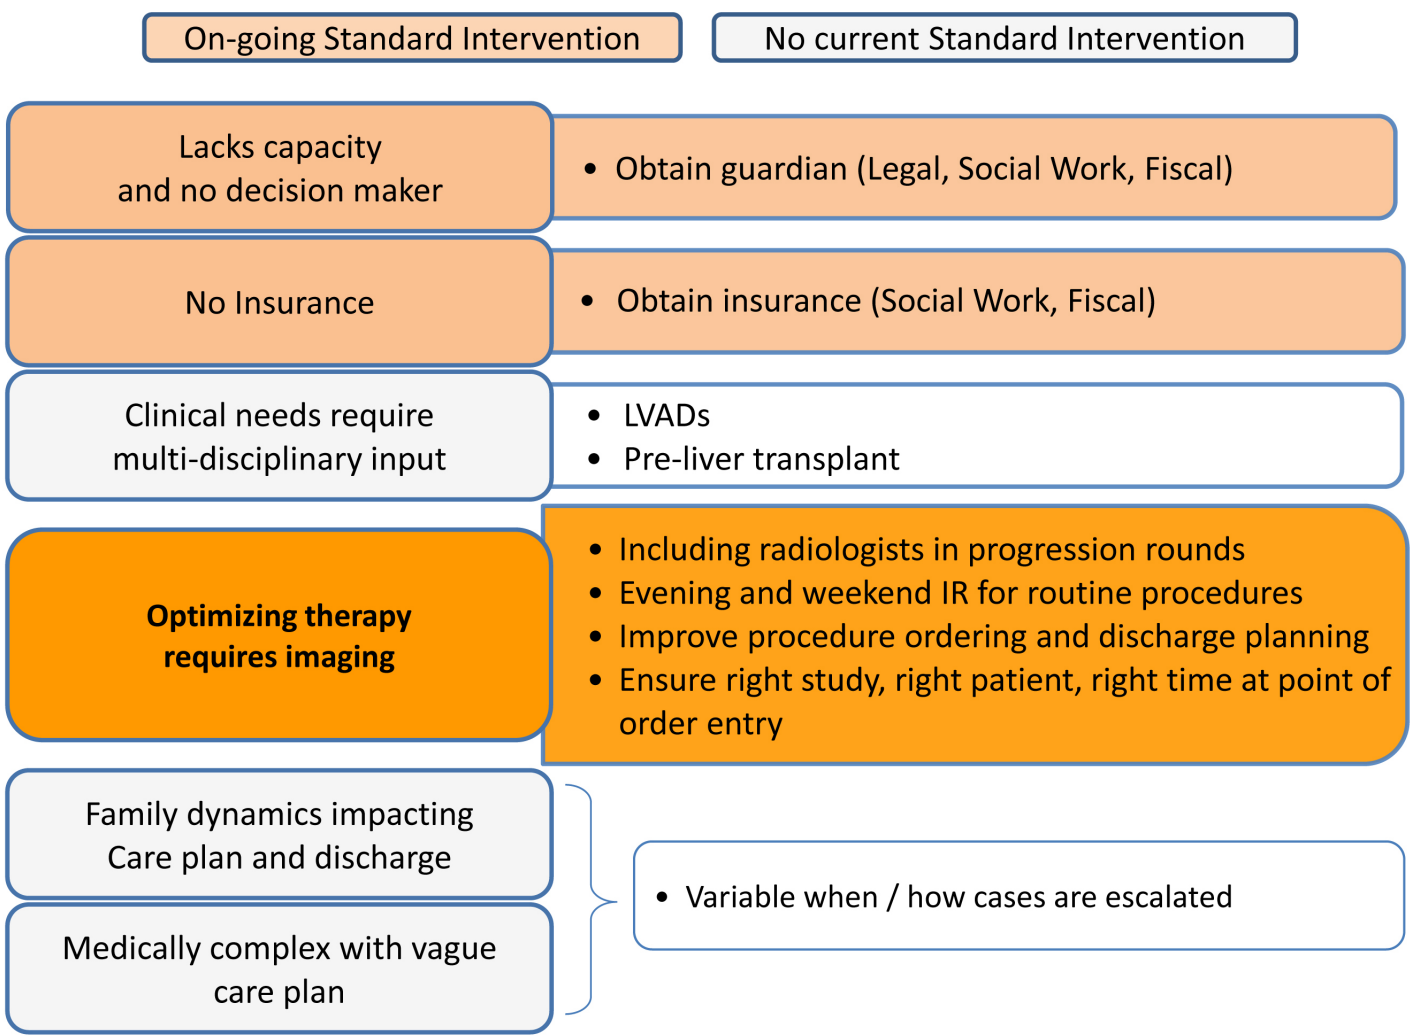 On-going Standard Intervention
No current Standard Intervention
Lacks capacity
and no decision maker
• Obtain guardian (Legal, Social Work, Fiscal)
No Insurance
• Obtain insurance (Social Work, Fiscal)
Clinical needs require
multi-disciplinary input
• LVADs
• Pre-liver transplant
Optimizing therapy
requires imaging
• Including radiologists in progression rounds
• Evening and weekend IR for routine procedures
• Improve procedure ordering and discharge planning
• Ensure right study, right patient, right time at point of
order entry
Family dynamics impacting
Care plan and discharge
Medically complex with vague
care plan
• Variable when / how cases are escalated